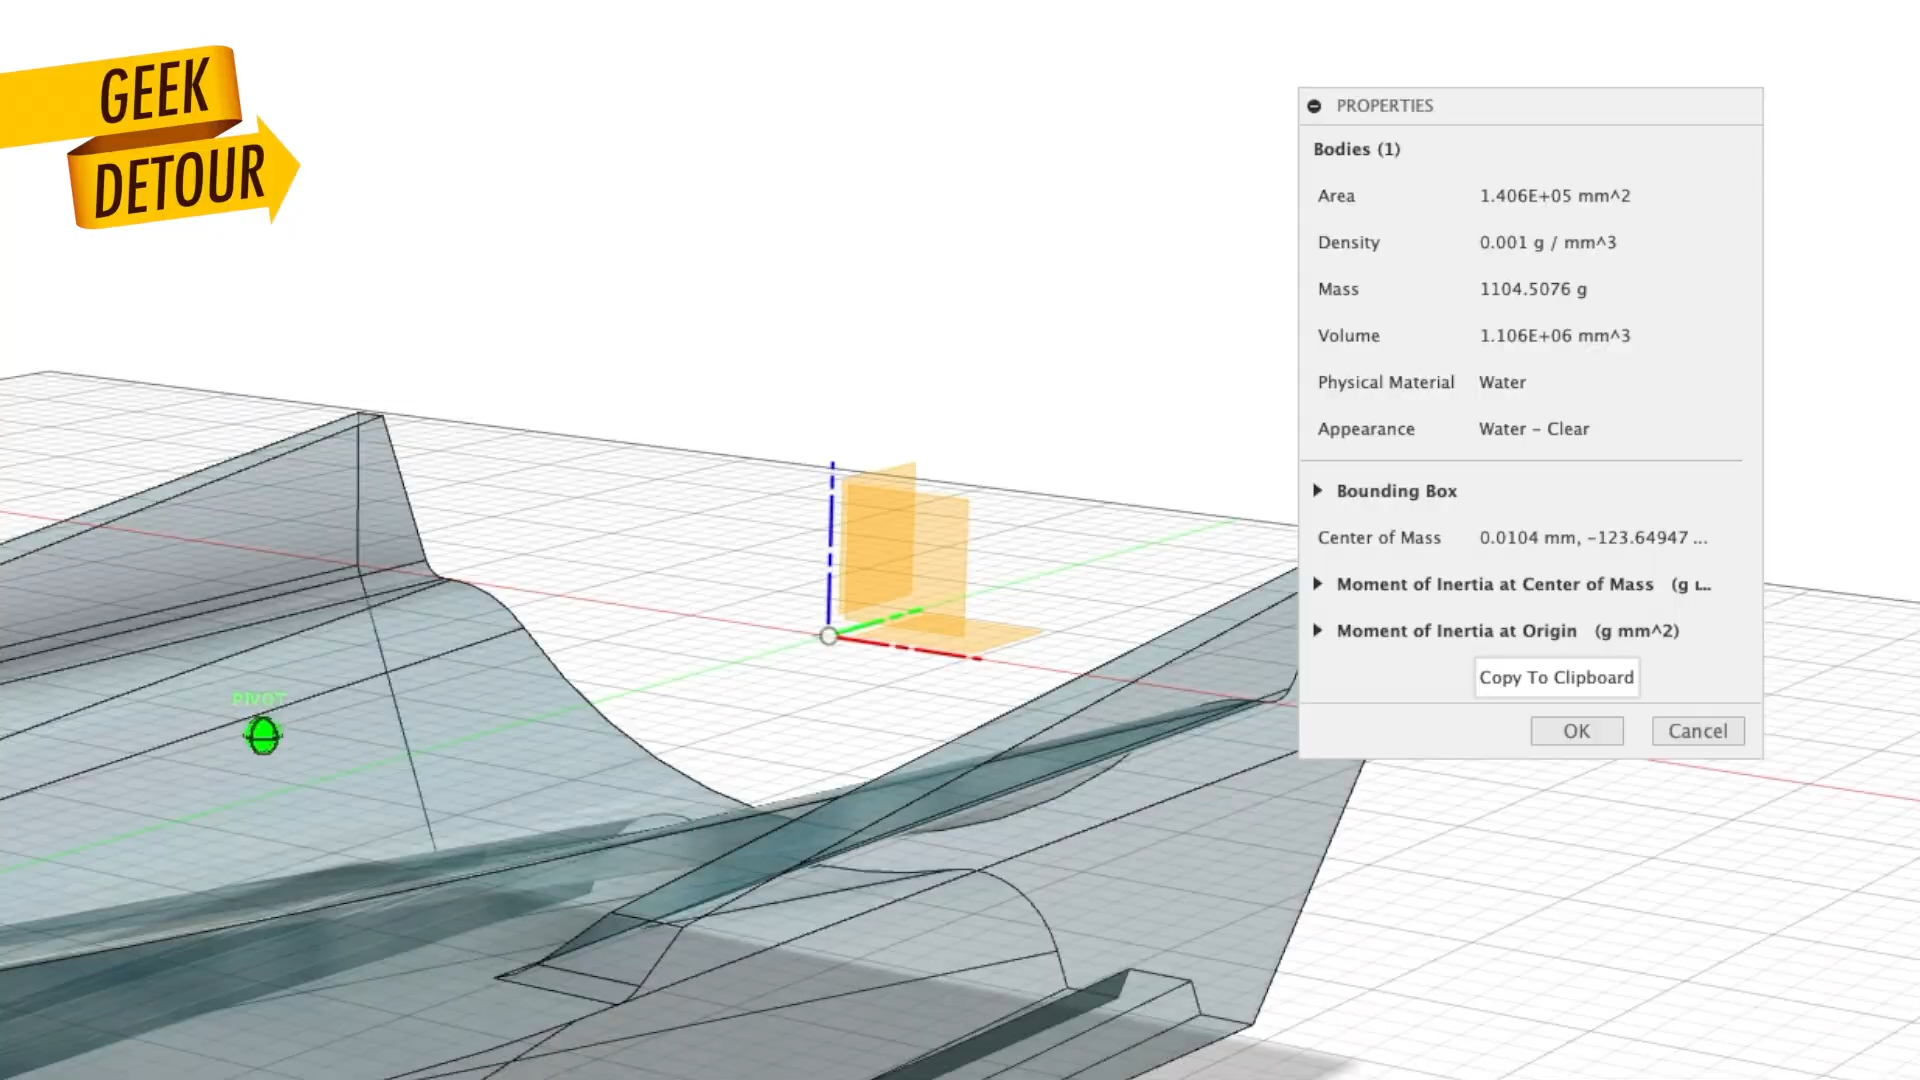 GEEK
DETOUR
PROPERTIES
Bodies (1)
Area 1.406E+05 mm^2
Density 0.001 g / mm^3
Mass 1104.5076 g
Volume 1.106E+06 mm^3
Physical Material Water
Appearance Water - Clear
Bounding Box
Center of Mass 0.0104 mm, -123.64947 ...
Moment of Inertia at Center of Mass (g ...
Moment of Inertia at Origin (g mm^2)
Copy To Clipboard
OK Cancel
PIVOT